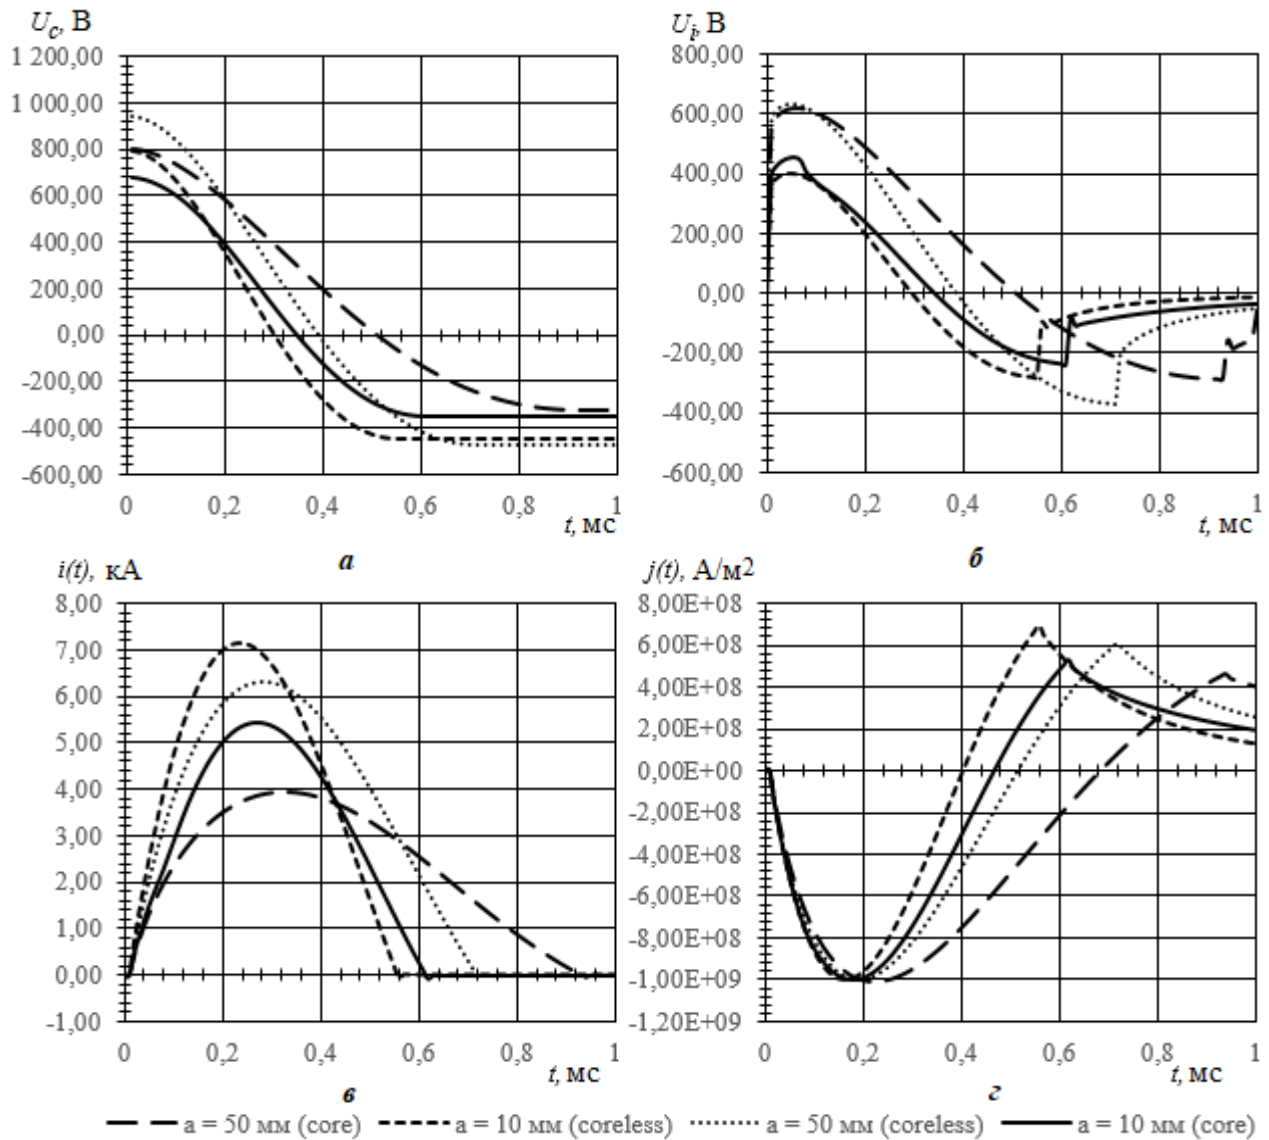 U_c, В
1 200,00
1 000,00
800,00
600,00
400,00
200,00
0,00
-200,00
-400,00
-600,00
0 0,2 0,4 0,6 0,8 1
t, мс
а
U_i, В
800,00
600,00
400,00
200,00
0,00
-200,00
-400,00
-600,00
0 0,2 0,4 0,6 0,8 1
t, мс
б
i(t), кА
8,00
7,00
6,00
5,00
4,00
3,00
2,00
1,00
0,00
-1,00
0 0,2 0,4 0,6 0,8 1
t, мс
в
j(t), А/м2
8,00E+08
6,00E+08
4,00E+08
2,00E+08
0,00E+00
-2,00E+08
-4,00E+08
-6,00E+08
-8,00E+08
-1,00E+09
-1,20E+09
0 0,2 0,4 0,6 0,8 1
t, мс
г
а = 50 мм (core) а = 10 мм (coreless) а = 50 мм (coreless) а = 10 мм (core)